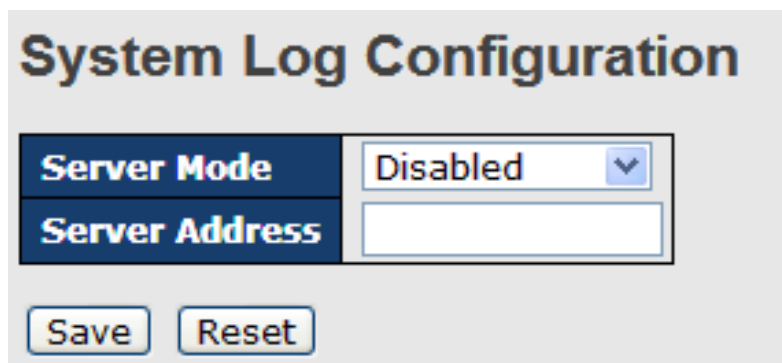 System Log Configuration
Server Mode Disabled
Server Address
Save Reset